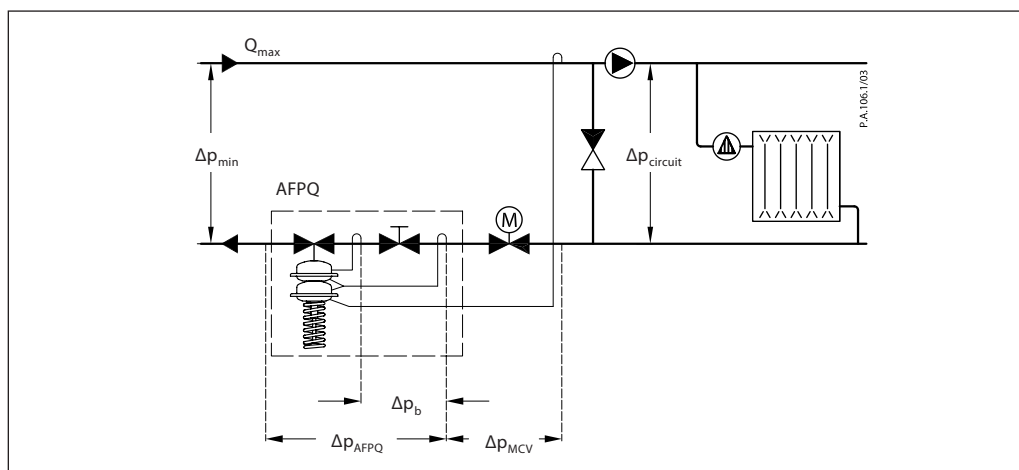 Qmax
P.A.106.1/03
Δpmin
Δpcircuit
AFPQ
M
Δpb
ΔpAFPQ
ΔpMCV